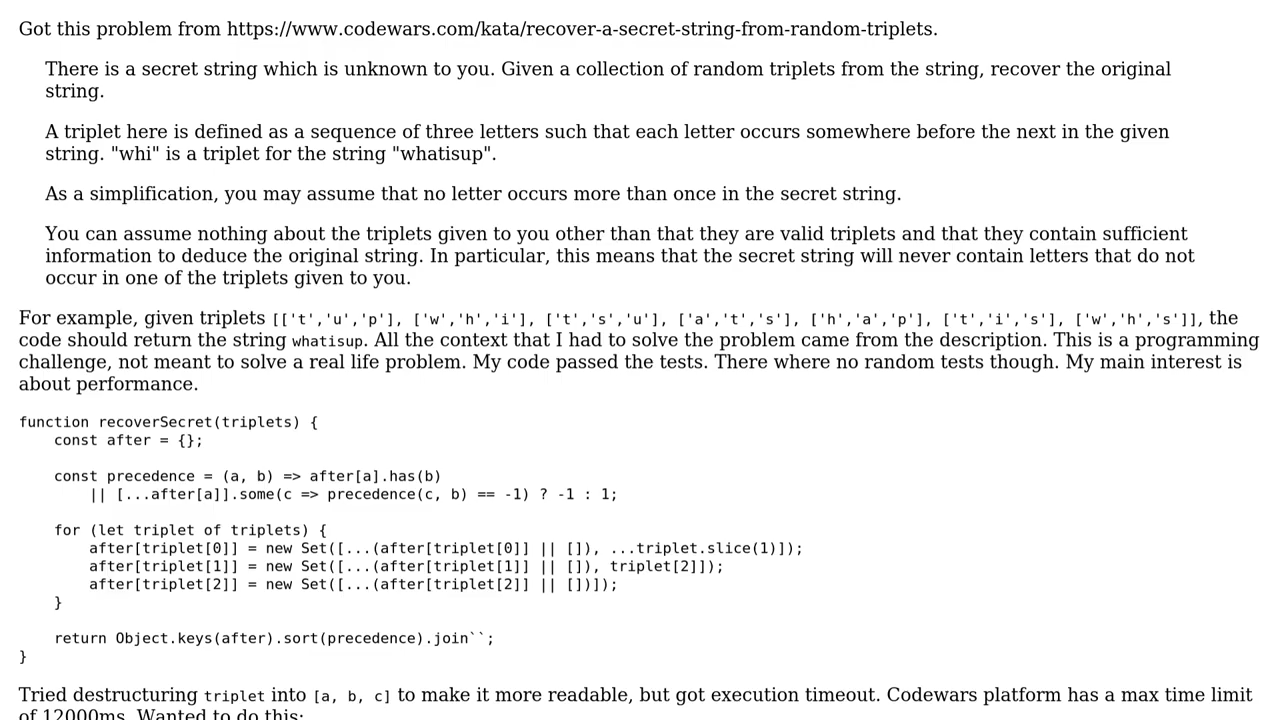 Got this problem from https://www.codewars.com/kata/recover-a-secret-string-from-random-triplets.
There is a secret string which is unknown to you. Given a collection of random triplets from the string, recover the original
string.
A triplet here is defined as a sequence of three letters such that each letter occurs somewhere before the next in the given
string. "whi" is a triplet for the string "whatisup".
As a simplification, you may assume that no letter occurs more than once in the secret string.
You can assume nothing about the triplets given to you other than that they are valid triplets and that they contain sufficient
information to deduce the original string. In particular, this means that the secret string will never contain letters that do not
occur in one of the triplets given to you.
For example, given triplets [['t','u','p'], ['w','h','i'], ['t','s','u'], ['a','t','s'], ['h','a','p'], ['t','i','s'], ['w','h','s']], the
code should return the string whatisup. All the context that I had to solve the problem came from the description. This is a programming
challenge, not meant to solve a real life problem. My code passed the tests. There where no random tests though. My main interest is
about performance.
function recoverSecret(triplets) {
    const after = {};
    const precedence = (a, b) => after[a].has(b)
        || [...after[a]].some(c => precedence(c, b) == -1) ? -1 : 1;
    for (let triplet of triplets) {
        after[triplet[0]] = new Set([...(after[triplet[0]] || []), ...triplet.slice(1)]);
        after[triplet[1]] = new Set([...(after[triplet[1]] || []), triplet[2]]);
        after[triplet[2]] = new Set([...(after[triplet[2]] || [])]);
    }
    return Object.keys(after).sort(precedence).join``;
}
Tried destructuring triplet into [a, b, c] to make it more readable, but got execution timeout. Codewars platform has a max time limit
of 12000ms. Wanted to do this: